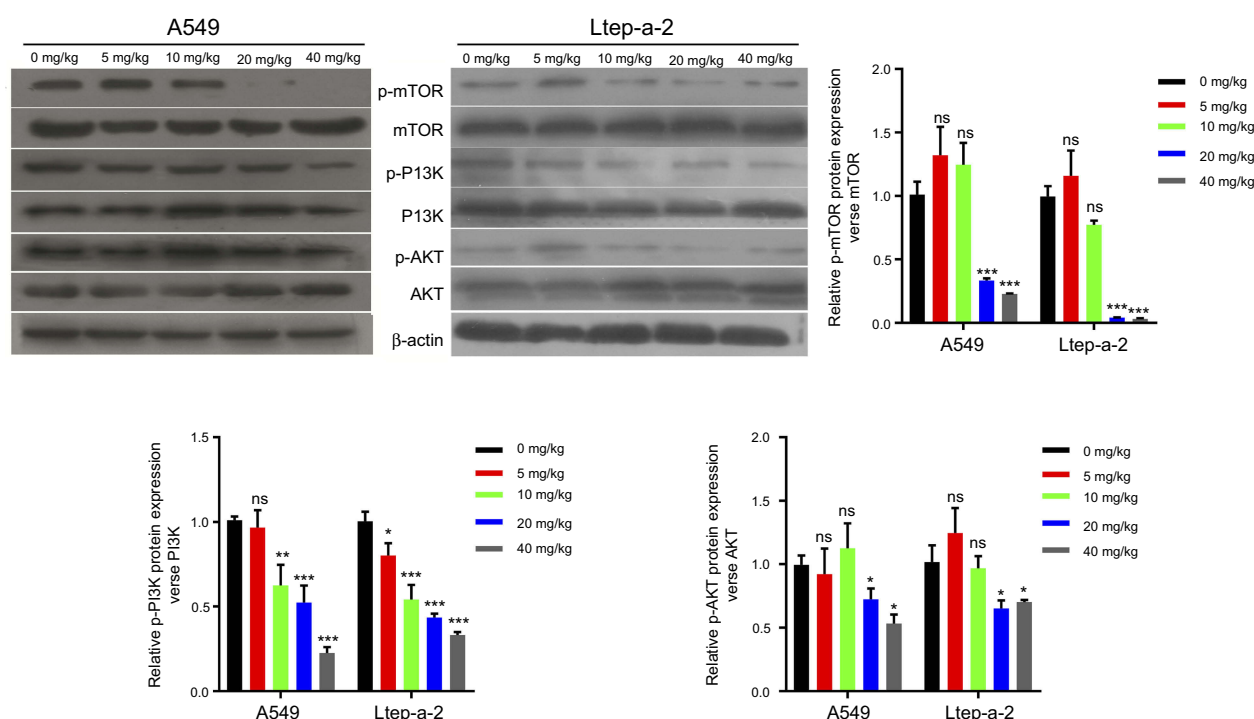 A549
0 mg/kg 5 mg/kg 10 mg/kg 20 mg/kg 40 mg/kg
Ltep-a-2
0 mg/kg 5 mg/kg 10 mg/kg 20 mg/kg 40 mg/kg
p-mTOR
mTOR
p-P13K
P13K
p-AKT
AKT
β-actin
Relative p-mTOR protein expression
verse mTOR
2.0
1.5
1.0
0.5
0.0
ns ns *** ***
ns ns *** ***
A549 Ltep-a-2
0 mg/kg
5 mg/kg
10 mg/kg
20 mg/kg
40 mg/kg
Relative p-PI3K protein expression
verse PI3K
1.5
1.0
0.5
0.0
ns ** *** ***
* *** *** ***
A549 Ltep-a-2
0 mg/kg
5 mg/kg
10 mg/kg
20 mg/kg
40 mg/kg
Relative p-AKT protein expression
verse AKT
2.0
1.5
1.0
0.5
0.0
ns ns * *
ns ns * *
A549 Ltep-a-2
0 mg/kg
5 mg/kg
10 mg/kg
20 mg/kg
40 mg/kg